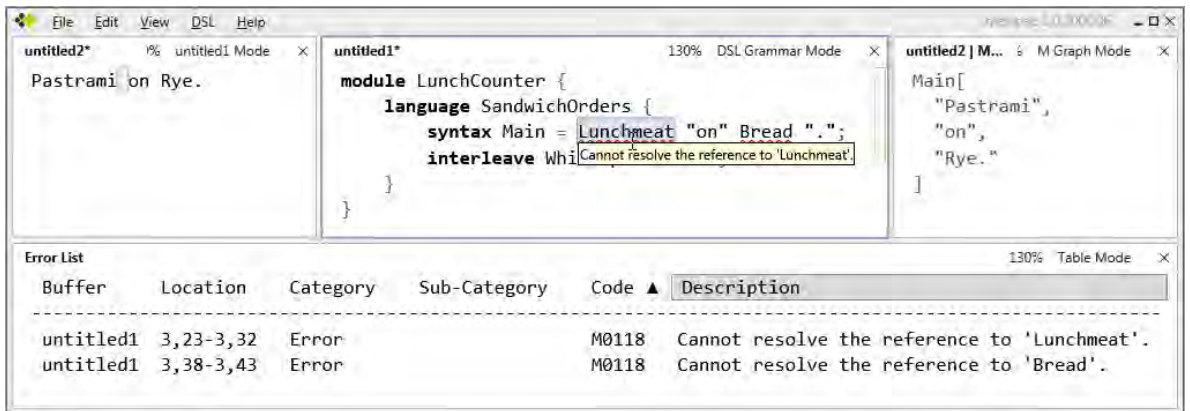 File Edit View DSL Help
untitled2* % untitled1 Mode ×
Pastrami on Rye.
untitled1* 130% DSL Grammar Mode ×
module LunchCounter {
language SandwichOrders {
syntax Main = Lunchmeat "on" Bread ".";
interleave Whi
Cannot resolve the reference to 'Lunchmeat'.
}
}
untitled2 | M... M Graph Mode ×
Main[
"Pastrami",
"on",
"Rye."
]
Error List 130% Table Mode ×
Buffer Location Category Sub-Category Code ▲ Description
untitled1 3,23-3,32 Error M0118 Cannot resolve the reference to 'Lunchmeat'.
untitled1 3,38-3,43 Error M0118 Cannot resolve the reference to 'Bread'.